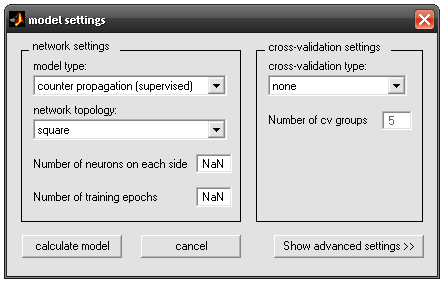 model settings
network settings
model type:
counter propagation (supervised)
network topology:
square
Number of neurons on each side NaN
Number of training epochs NaN
cross-validation settings
cross-validation type:
none
Number of cv groups 5
calculate model
cancel
Show advanced settings >>